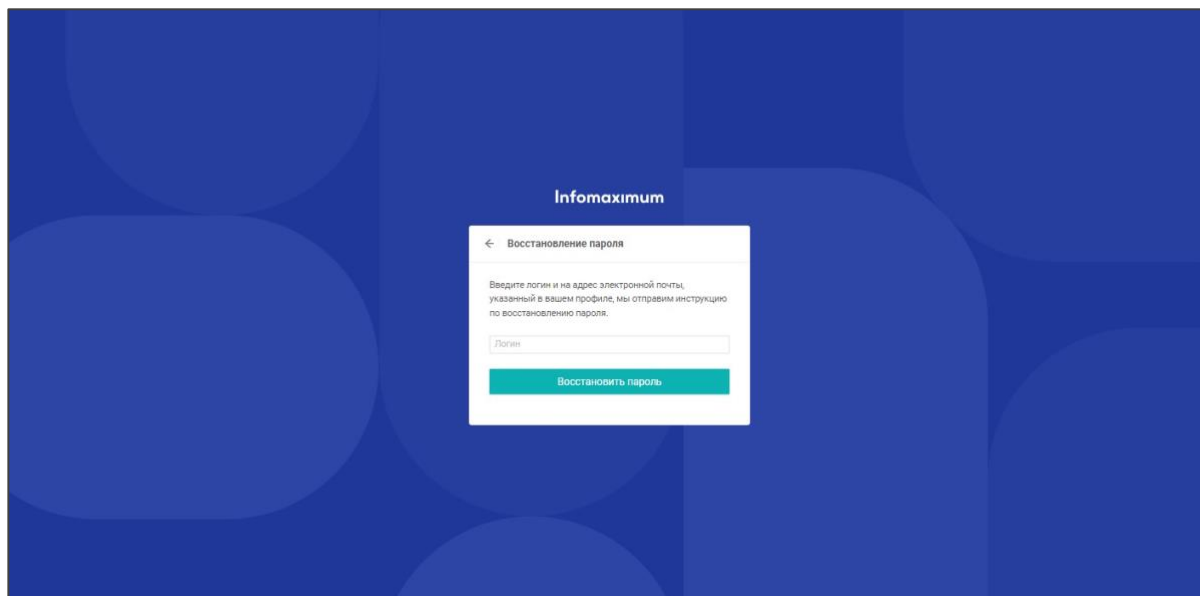 Infomaximum
← Восстановление пароля
Введите логин и на адрес электронной почты,
указанный в вашем профиле, мы отправим инструкцию
по восстановлению пароля.
Логин
Восстановить пароль